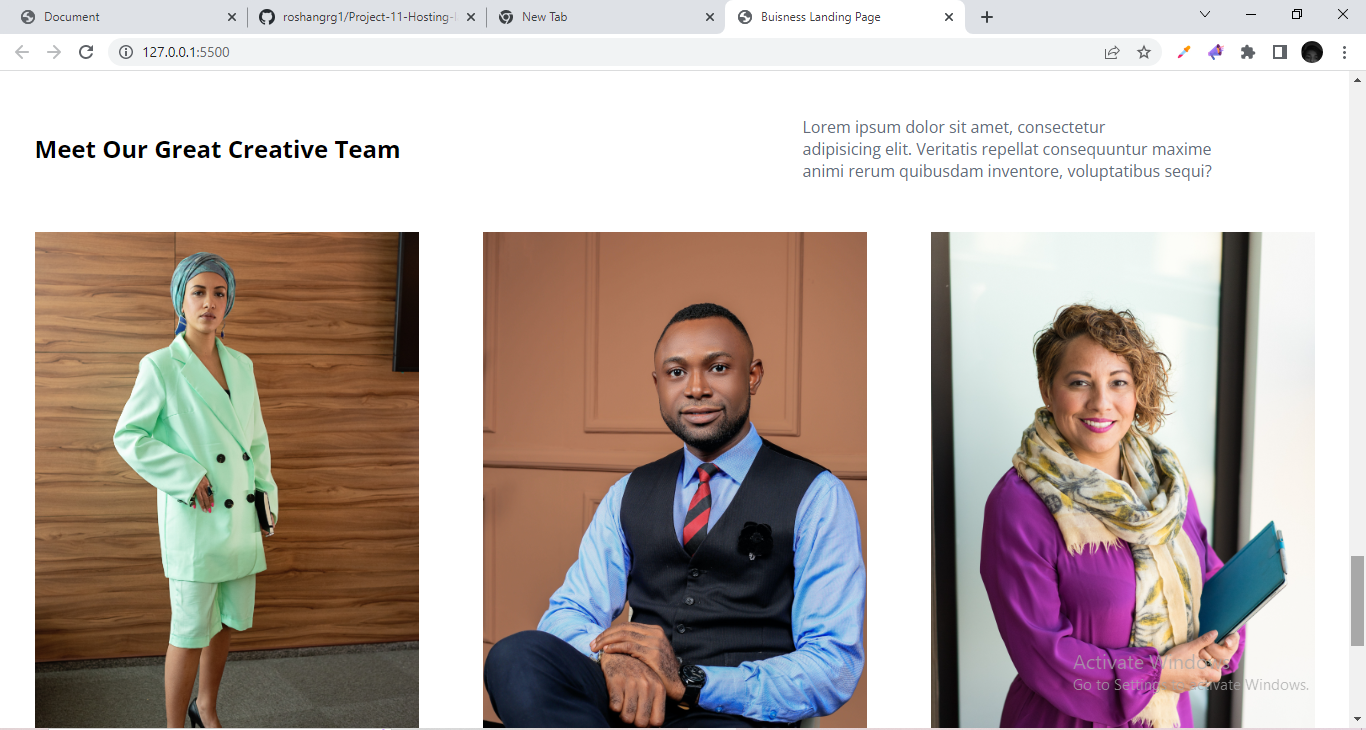 Document
roshangrg1/Project-11-Hosting-
New Tab
Buisness Landing Page
127.0.0.1:5500
Meet Our Great Creative Team
Lorem ipsum dolor sit amet, consectetur
adipisicing elit. Veritatis repellat consequuntur maxime
animi rerum quibusdam inventore, voluptatibus sequi?
Activate Windows
Go to Settings to activate Windows.